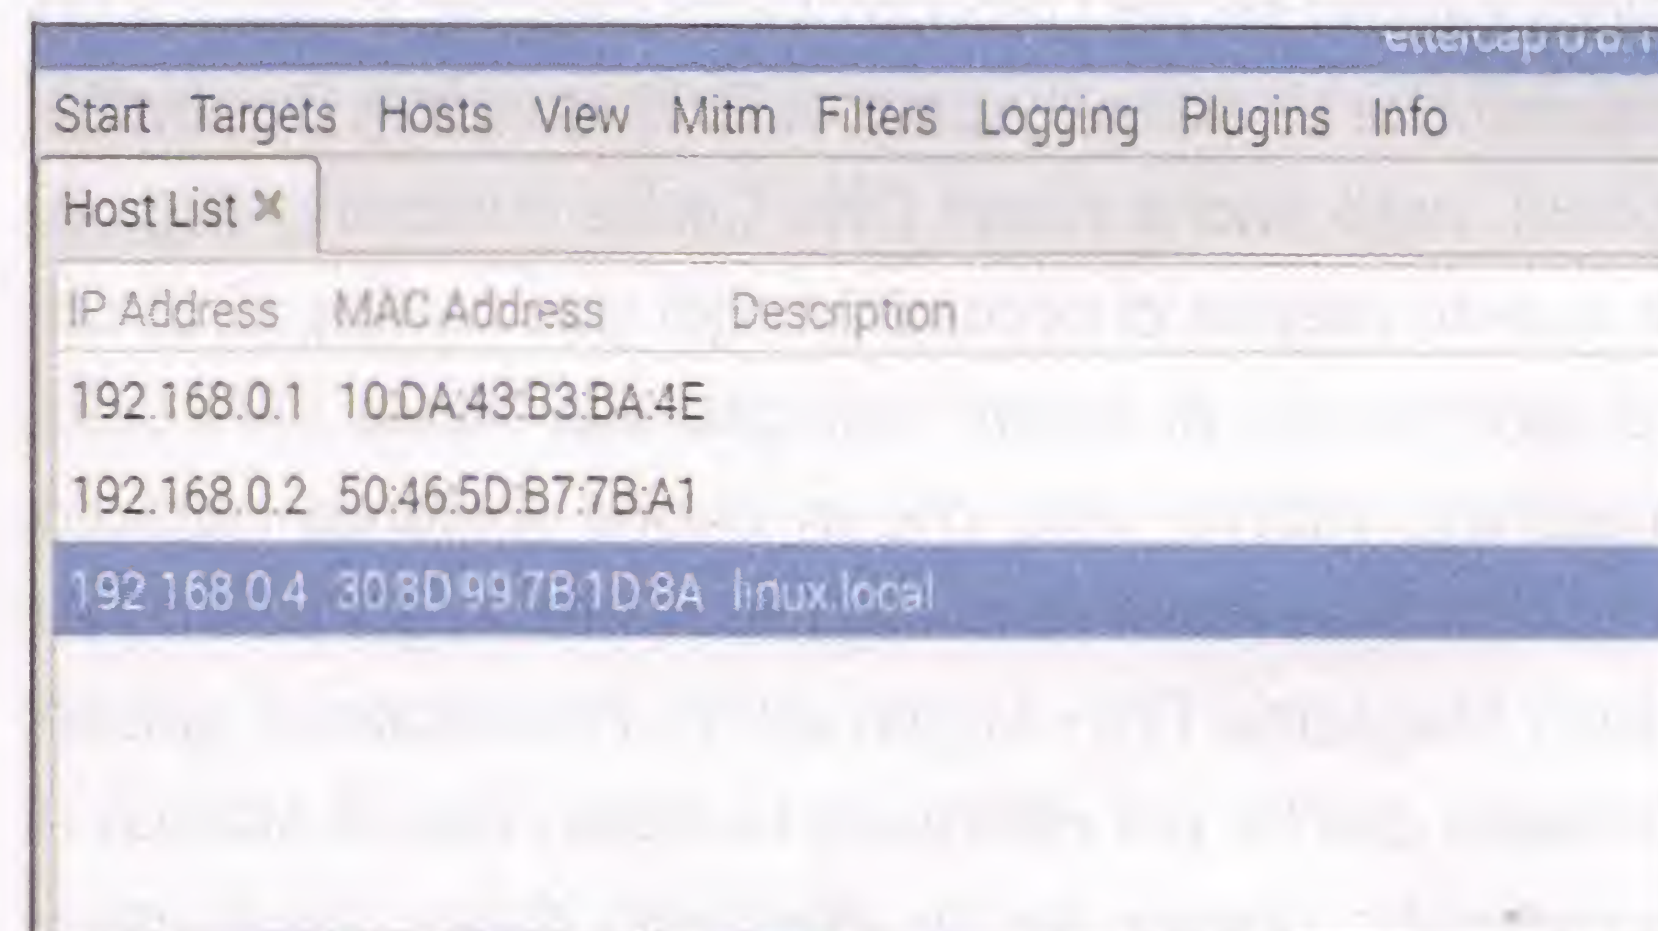 Start Targets Hosts View Mitm Filters Logging Plugins Info
Host List ×
IP Address MAC Address Description
192.168.0.1 10:DA:43:B3:BA:4E
192.168.0.2 50:46:5D:B7:7B:A1
192.168.0.4 30:8D:99:7B:1D:8A linux.local